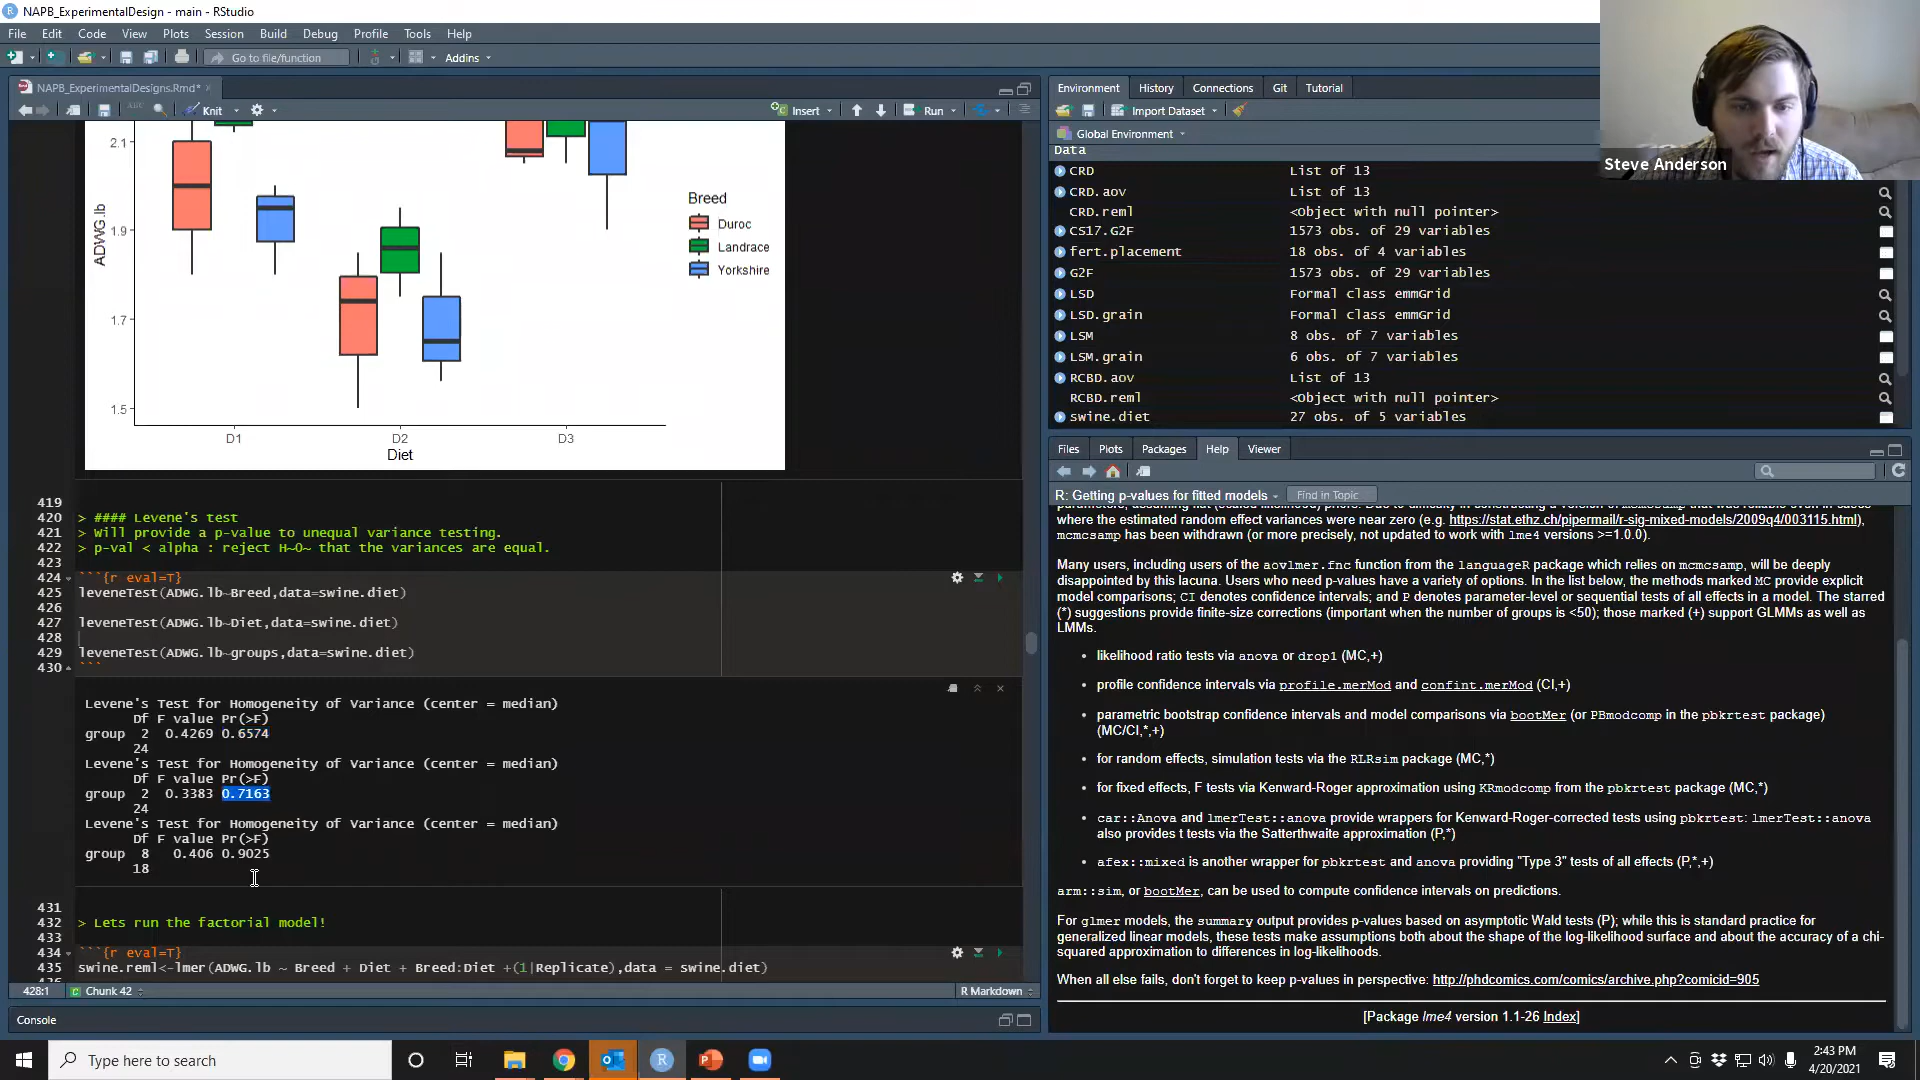 NAPB_ExperimentalDesign - main - RStudio
File Edit Code View Plots Session Build Debug Profile Tools Help
Go to file/function
Addins
NAPB_ExperimentalDesigns.Rmd*
Knit
Insert
Run
2.1
1.9
1.7
1.5
ADWG.lb
D1 D2 D3
Diet
Breed
Duroc
Landrace
Yorkshire
419
420 > #### Levene's test
421 > Will provide a p-value to unequal variance testing.
422 > p-val < alpha : reject H~O~ that the variances are equal.
423
424 ```{r eval=T}
425 leveneTest(ADWG.lb~Breed,data=swine.diet)
426
427 leveneTest(ADWG.lb~Diet,data=swine.diet)
428
429 leveneTest(ADWG.lb~groups,data=swine.diet)
430 ```
Levene's Test for Homogeneity of Variance (center = median)
Df F value Pr(>F)
group 2 0.4269 0.6574
24
Levene's Test for Homogeneity of Variance (center = median)
Df F value Pr(>F)
group 2 0.3383 0.7163
24
Levene's Test for Homogeneity of Variance (center = median)
Df F value Pr(>F)
group 8 0.406 0.9025
18
431
432 > Lets run the factorial model!
433
434 ```{r eval=T}
435 swine.reml<-lmer(ADWG.lb ~ Breed + Diet + Breed:Diet +(1|Replicate),data = swine.diet)
428:1 Chunk 42 R Markdown
Console
Environment History Connections Git Tutorial
Import Dataset
Global Environment
Data
CRD List of 13
CRD.aov List of 13
CRD.reml <Object with null pointer>
CS17.G2F 1573 obs. of 29 variables
fert.placement 18 obs. of 4 variables
G2F 1573 obs. of 29 variables
LSD Formal class emmGrid
LSD.grain Formal class emmGrid
LSM 8 obs. of 7 variables
LSM.grain 6 obs. of 7 variables
RCBD.aov List of 13
RCBD.reml <Object with null pointer>
swine.diet 27 obs. of 5 variables
Steve Anderson
Files Plots Packages Help Viewer
R: Getting p-values for fitted models Find in Topic
where the estimated random effect variances were near zero (e.g. https://stat.ethz.ch/pipermail/r-sig-mixed-models/2009q4/003115.html),
mcmcsamp has been withdrawn (or more precisely, not updated to work with lme4 versions >=1.0.0).
Many users, including users of the aovlmer.fnc function from the languageR package which relies on mcmcsamp, will be deeply
disappointed by this lacuna. Users who need p-values have a variety of options. In the list below, the methods marked MC provide explicit
model comparisons; CI denotes confidence intervals; and P denotes parameter-level or sequential tests of all effects in a model. The starred
(*) suggestions provide finite-size corrections (important when the number of groups is <50); those marked (+) support GLMMs as well as
LMMs.
• likelihood ratio tests via anova or drop1 (MC,+)
• profile confidence intervals via profile.merMod and confint.merMod (CI,+)
• parametric bootstrap confidence intervals and model comparisons via bootMer (or PBmodcomp in the pbkrtest package)
(MC/CI,*,+)
• for random effects, simulation tests via the RLRsim package (MC,*)
• for fixed effects, F tests via Kenward-Roger approximation using KRmodcomp from the pbkrtest package (MC,*)
• car::Anova and lmerTest::anova provide wrappers for Kenward-Roger-corrected tests using pbkrtest: lmerTest::anova
also provides t tests via the Satterthwaite approximation (P,*)
• afex::mixed is another wrapper for pbkrtest and anova providing "Type 3" tests of all effects (P,*,+)
arm::sim, or bootMer, can be used to compute confidence intervals on predictions.
For glmer models, the summary output provides p-values based on asymptotic Wald tests (P); while this is standard practice for
generalized linear models, these tests make assumptions both about the shape of the log-likelihood surface and about the accuracy of a chi-
squared approximation to differences in log-likelihoods.
When all else fails, don't forget to keep p-values in perspective: http://phdcomics.com/comics/archive.php?comicid=905
[Package lme4 version 1.1-26 Index]
Type here to search
2:43 PM
4/20/2021